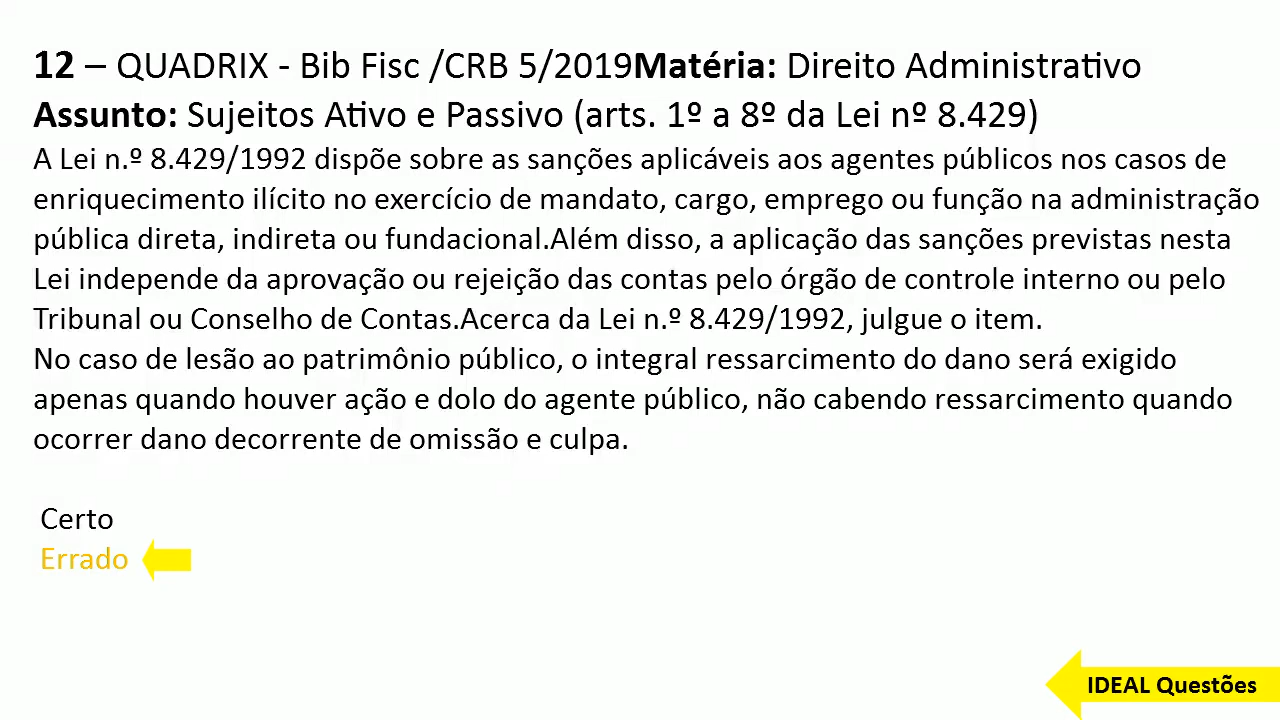 12 – QUADRIX - Bib Fisc /CRB 5/2019Matéria: Direito Administrativo
Assunto: Sujeitos Ativo e Passivo (arts. 1º a 8º da Lei nº 8.429)
A Lei n.º 8.429/1992 dispõe sobre as sanções aplicáveis aos agentes públicos nos casos de
enriquecimento ilícito no exercício de mandato, cargo, emprego ou função na administração
pública direta, indireta ou fundacional.Além disso, a aplicação das sanções previstas nesta
Lei independe da aprovação ou rejeição das contas pelo órgão de controle interno ou pelo
Tribunal ou Conselho de Contas.Acerca da Lei n.º 8.429/1992, julgue o item.
No caso de lesão ao patrimônio público, o integral ressarcimento do dano será exigido
apenas quando houver ação e dolo do agente público, não cabendo ressarcimento quando
ocorrer dano decorrente de omissão e culpa.
Certo
Errado
IDEAL Questões